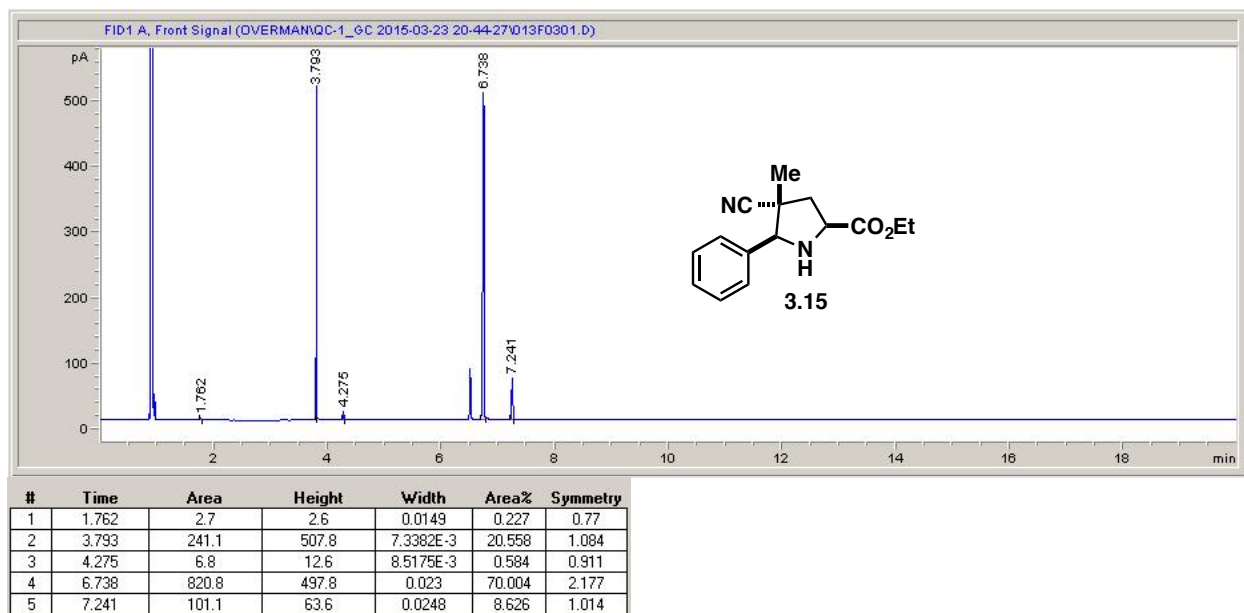 FID1 A, Front Signal (OVERMAN\QC-1_GC 2015-03-23 20-44-27\013F0301.D)
pA
500
400
300
200
100
0
1.762
3.793
4.275
6.738
7.241
2 4 6 8 10 12 14 16 18 min
Me
NC
CO2Et
N
H
3.15
# Time Area Height Width Area% Symmetry
1 1.762 2.7 2.6 0.0149 0.227 0.77
2 3.793 241.1 507.8 7.3382E-3 20.558 1.084
3 4.275 6.8 12.6 8.5175E-3 0.584 0.911
4 6.738 820.8 497.8 0.023 70.004 2.177
5 7.241 101.1 63.6 0.0248 8.626 1.014